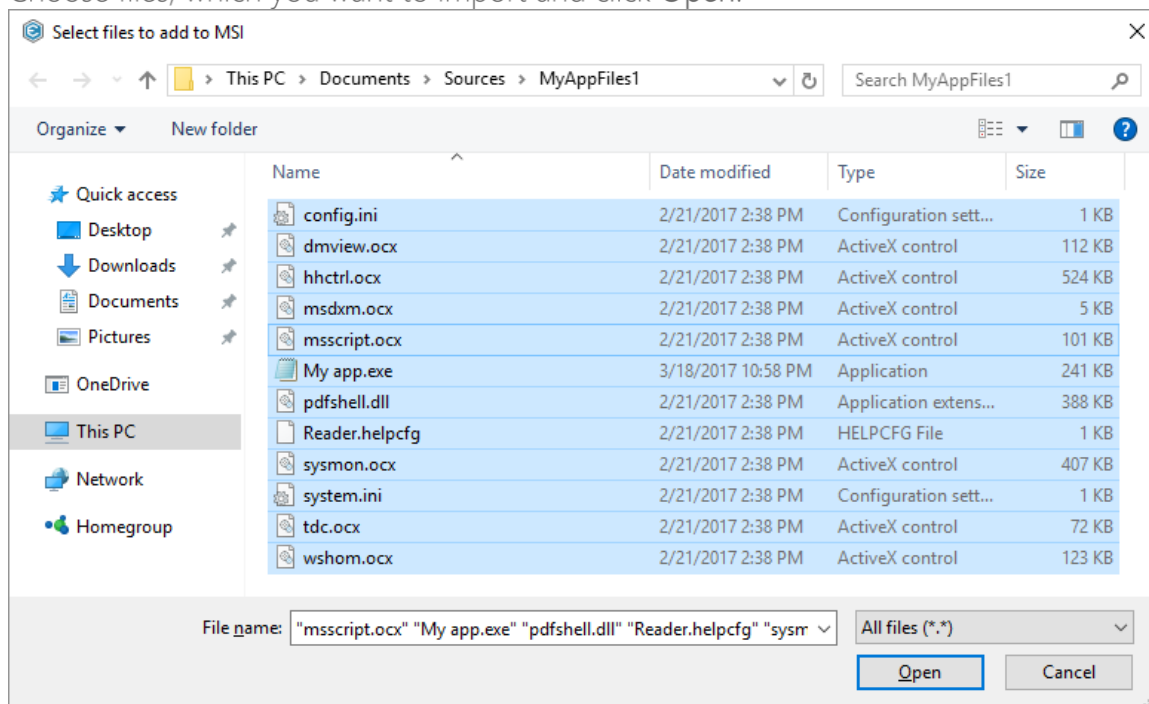 Choose files, which you want to import and click Open.
Select files to add to MSI
This PC > Documents > Sources > MyAppFiles1
Search MyAppFiles1
Organize
New folder
Name Date modified Type Size
Quick access
Desktop
Downloads
Documents
Pictures
OneDrive
This PC
Network
Homegroup
config.ini 2/21/2017 2:38 PM Configuration sett... 1 KB
dmview.ocx 2/21/2017 2:38 PM ActiveX control 112 KB
hhctrl.ocx 2/21/2017 2:38 PM ActiveX control 524 KB
msdxm.ocx 2/21/2017 2:38 PM ActiveX control 5 KB
msscript.ocx 2/21/2017 2:38 PM ActiveX control 101 KB
My app.exe 3/18/2017 10:58 PM Application 241 KB
pdfshell.dll 2/21/2017 2:38 PM Application extens... 388 KB
Reader.helpcfg 2/21/2017 2:38 PM HELPCFG File 1 KB
sysmon.ocx 2/21/2017 2:38 PM ActiveX control 407 KB
system.ini 2/21/2017 2:38 PM Configuration sett... 1 KB
tdc.ocx 2/21/2017 2:38 PM ActiveX control 72 KB
wshom.ocx 2/21/2017 2:38 PM ActiveX control 123 KB
File name: "msscript.ocx" "My app.exe" "pdfshell.dll" "Reader.helpcfg" "sysm
All files (*.*)
Open Cancel